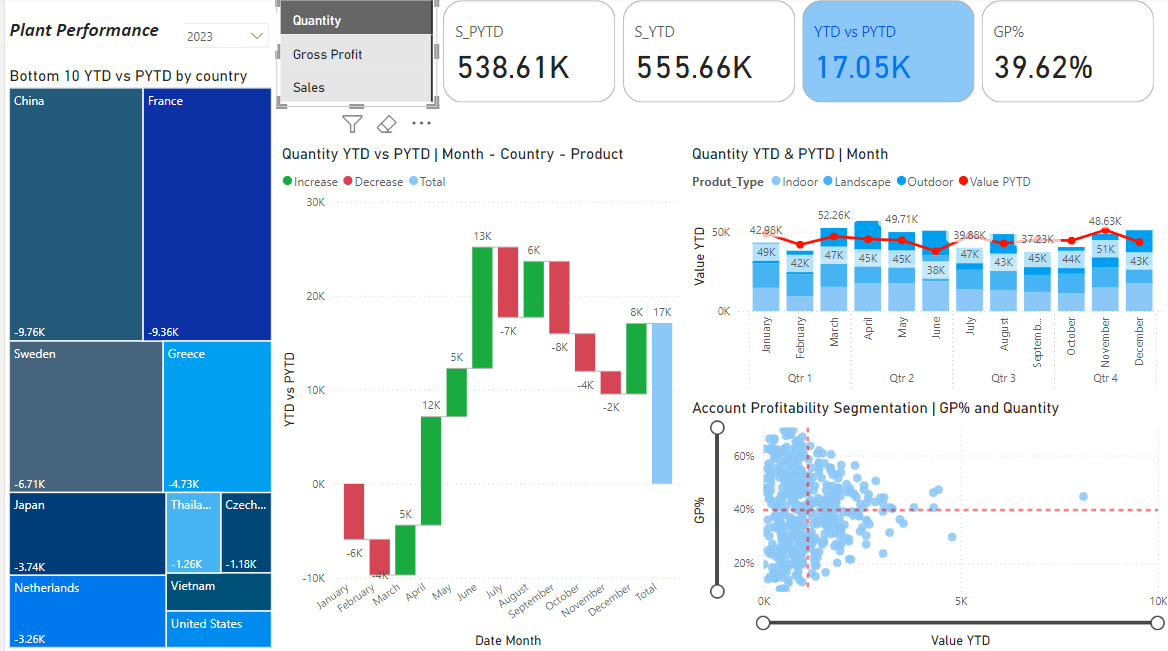 Plant Performance
2023
Quantity
Gross Profit
Sales
S_PYTD
538.61K
S_YTD
555.66K
YTD vs PYTD
17.05K
GP%
39.62%
Bottom 10 YTD vs PYTD by country
China
-9.76K
France
-9.36K
Sweden
-6.71K
Greece
-4.73K
Japan
-3.74K
Thaila...
-1.26K
Czech...
-1.18K
Netherlands
-3.26K
Vietnam
United States
Quantity YTD vs PYTD | Month - Country - Product
Increase Decrease Total
YTD vs PYTD
30K
20K
10K
0K
-10K
-6K
-4K
5K
12K
5K
13K
-7K
6K
-8K
-4K
-2K
8K
17K
January
February
March
April
May
June
July
August
September
October
November
December
Total
Date Month
Quantity YTD & PYTD | Month
Produt_Type Indoor Landscape Outdoor Value PYTD
Value YTD
50K
0K
42.98K
52.26K
49.71K
39.88K
37.23K
48.63K
49K
42K
47K
45K
45K
38K
47K
43K
45K
44K
51K
43K
January
February
March
April
May
June
July
August
Septemb...
October
November
December
Qtr 1
Qtr 2
Qtr 3
Qtr 4
Account Profitability Segmentation | GP% and Quantity
GP%
60%
40%
20%
0K
5K
10K
Value YTD